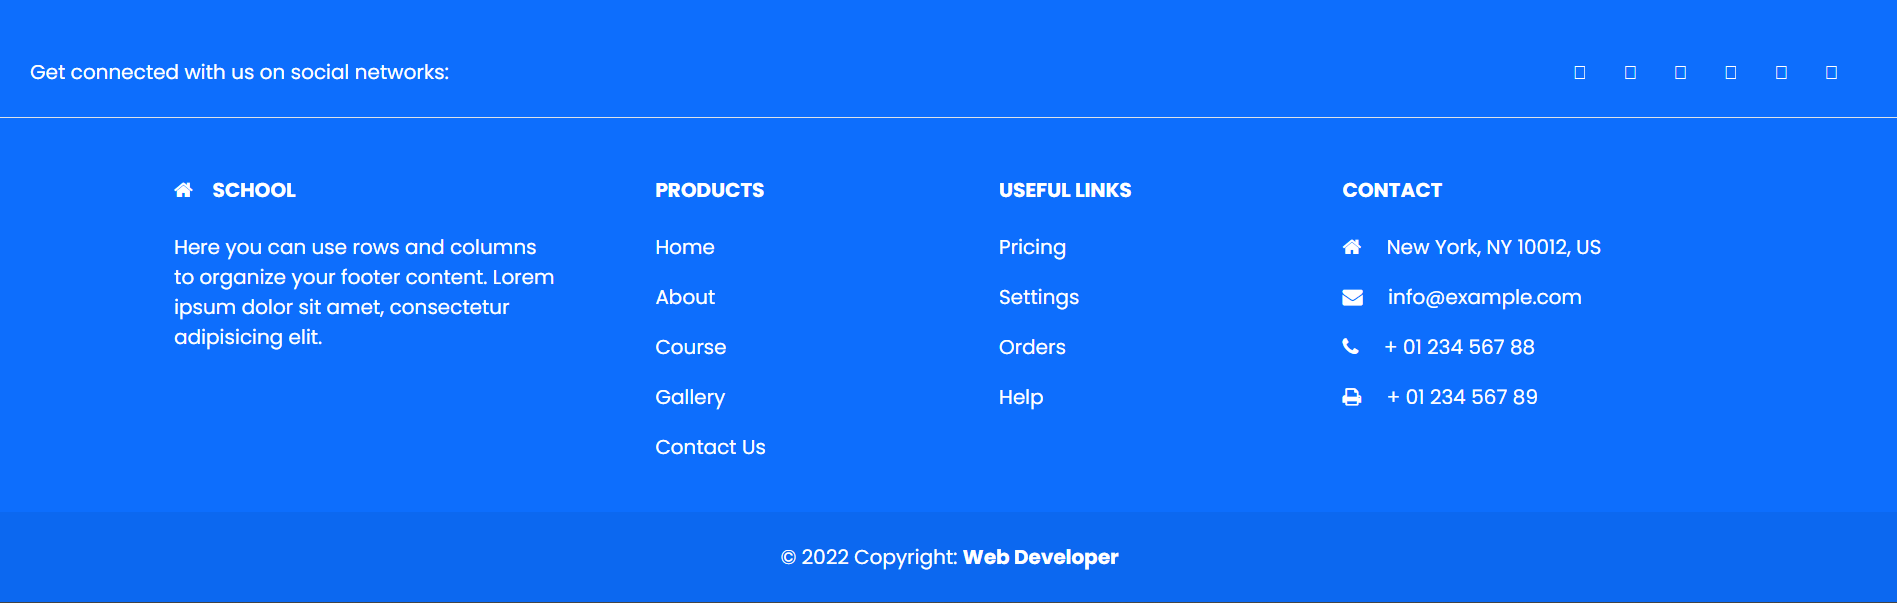 Get connected with us on social networks:
SCHOOL
Here you can use rows and columns
to organize your footer content. Lorem
ipsum dolor sit amet, consectetur
adipisicing elit.
PRODUCTS
Home
About
Course
Gallery
Contact Us
USEFUL LINKS
Pricing
Settings
Orders
Help
CONTACT
New York, NY 10012, US
info@example.com
+ 01 234 567 88
+ 01 234 567 89
© 2022 Copyright: Web Developer